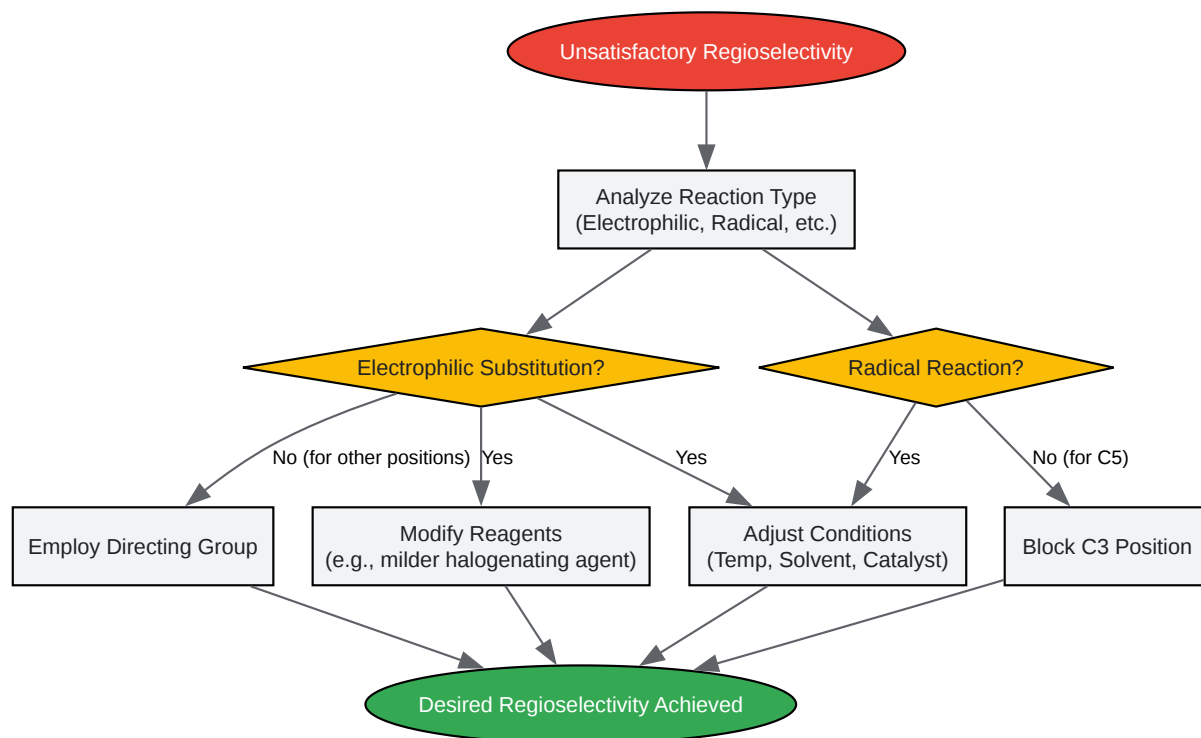 Unsatisfactory Regioselectivity
Analyze Reaction Type
(Electrophilic, Radical, etc.)
Electrophilic Substitution?
Radical Reaction?
No (for other positions)
Yes
Yes
Yes
No (for C5)
Employ Directing Group
Modify Reagents
(e.g., milder halogenating agent)
Adjust Conditions
(Temp, Solvent, Catalyst)
Block C3 Position
Desired Regioselectivity Achieved